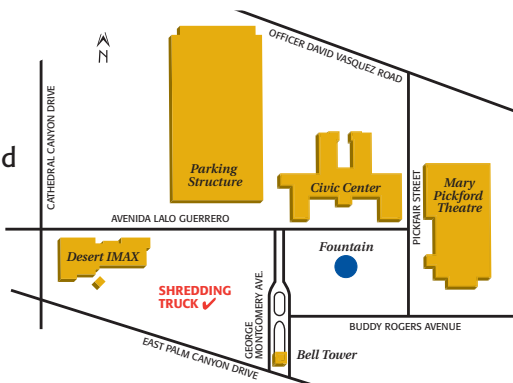 OFFICER DAVID VASQUEZ ROAD
N
CATHEDRAL CANYON DRIVE
d
Parking
Structure
Civic Center
PICKFAIR STREET
Mary
Pickford
Theatre
AVENIDA LALO GUERRERO
Desert IMAX
Fountain
SHREDDING
TRUCK ✓
GEORGE
MONTGOMERY AVE.
BUDDY ROGERS AVENUE
EAST PALM CANYON DRIVE
Bell Tower